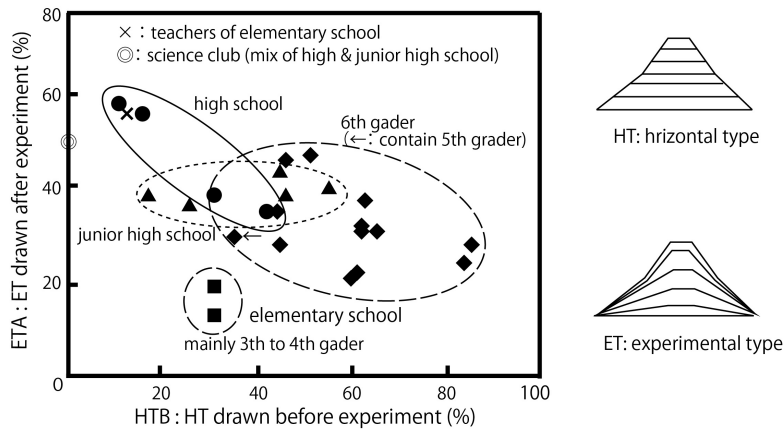 80
60
40
20
0
20
40
60
80
100
ETA : ET drawn after experiment (%)
HTB : HT drawn before experiment (%)
× : teachers of elementary school
◎ : science club (mix of high & junior high school)
high school
6th gader
(← : contain 5th grader)
junior high school
←
elementary school
mainly 3th to 4th gader
HT: hrizontal type
ET: experimental type